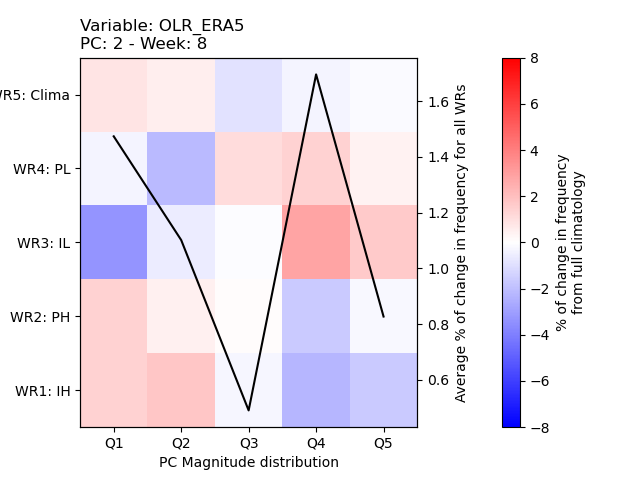 Variable: OLR_ERA5
PC: 2 - Week: 8
WR5: Clima
WR4: PL
WR3: IL
WR2: PH
WR1: IH
Q1 Q2 Q3 Q4 Q5
PC Magnitude distribution
1.6
1.4
1.2
1.0
0.8
0.6
Average % of change in frequency for all WRs
8
6
4
2
0
−2
−4
−6
−8
% of change in frequency
from full climatology